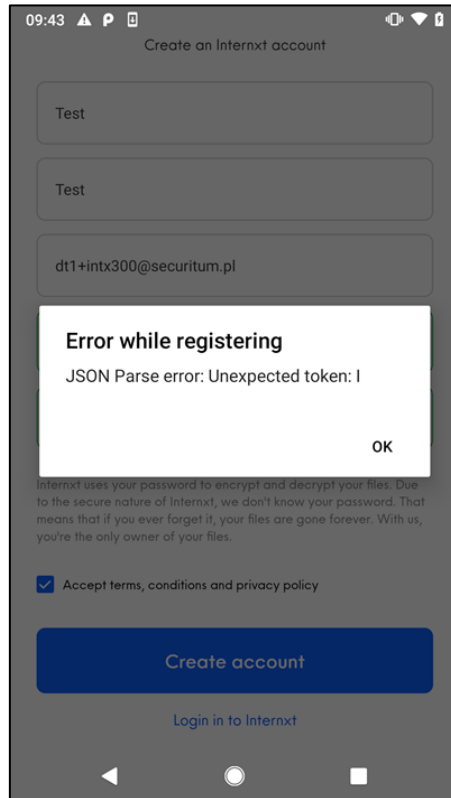 09:43
Create an Internxt account
Test
Test
dt1+intx300@securitum.pl
Error while registering
JSON Parse error: Unexpected token: I
OK
Internxt uses your password to encrypt and decrypt your files. Due
to the secure nature of Internxt, we don't know your password. That
means that if you ever forget it, your files are gone forever. With us,
you're the only owner of your files.
Accept terms, conditions and privacy policy
Create account
Login in to Internxt